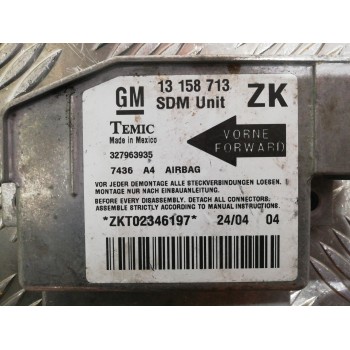 GM 13 158 713 ZK
SDM Unit
TEMIC
Made in Mexico
VORNE
FORWARD
327963935
7436 A4 AIRBAG
VOR JEDER DEMONTAGE ALLE STECKVERBINDUNGEN LOESEN.
MONTAGE NUR NACH EINBAUANLEITUNG.
BEFORE EVERY DISASSEMBLY. DETACH ALL CONNECTORS.
ASSEMBLE STRICTLY ACCORDING TO MANUAL INSTRUCTIONS.
*ZKT02346197* 24/04 04